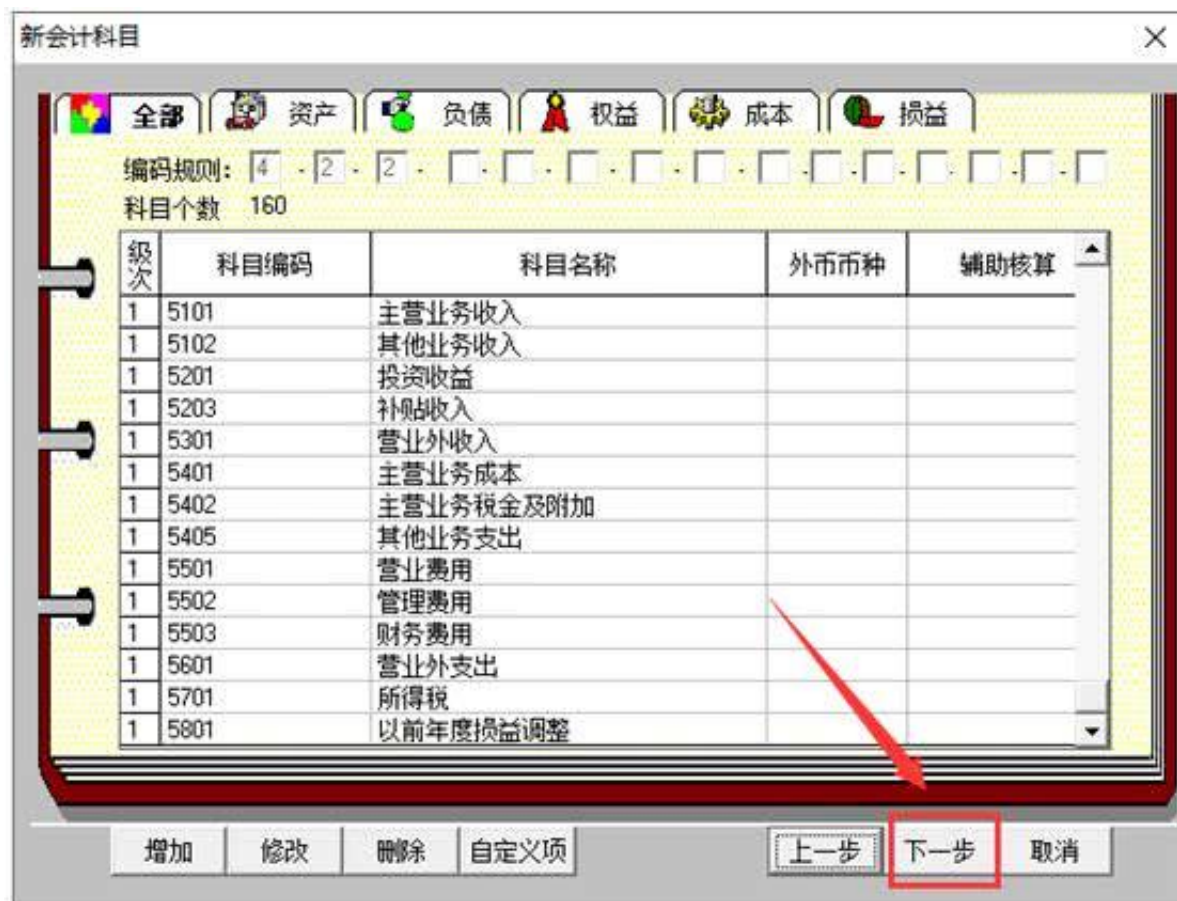 新会计科目
全部 资产 负债 权益 成本 损益
编码规则: 4 - 2 - 2 - - - - - - - - - -
科目个数 160
级次 科目编码 科目名称 外币币种 辅助核算
1 5101 主营业务收入
1 5102 其他业务收入
1 5201 投资收益
1 5203 补贴收入
1 5301 营业外收入
1 5401 主营业务成本
1 5402 主营业务税金及附加
1 5405 其他业务支出
1 5501 营业费用
1 5502 管理费用
1 5503 财务费用
1 5601 营业外支出
1 5701 所得税
1 5801 以前年度损益调整
增加 修改 删除 自定义项 上一步 下一步 取消